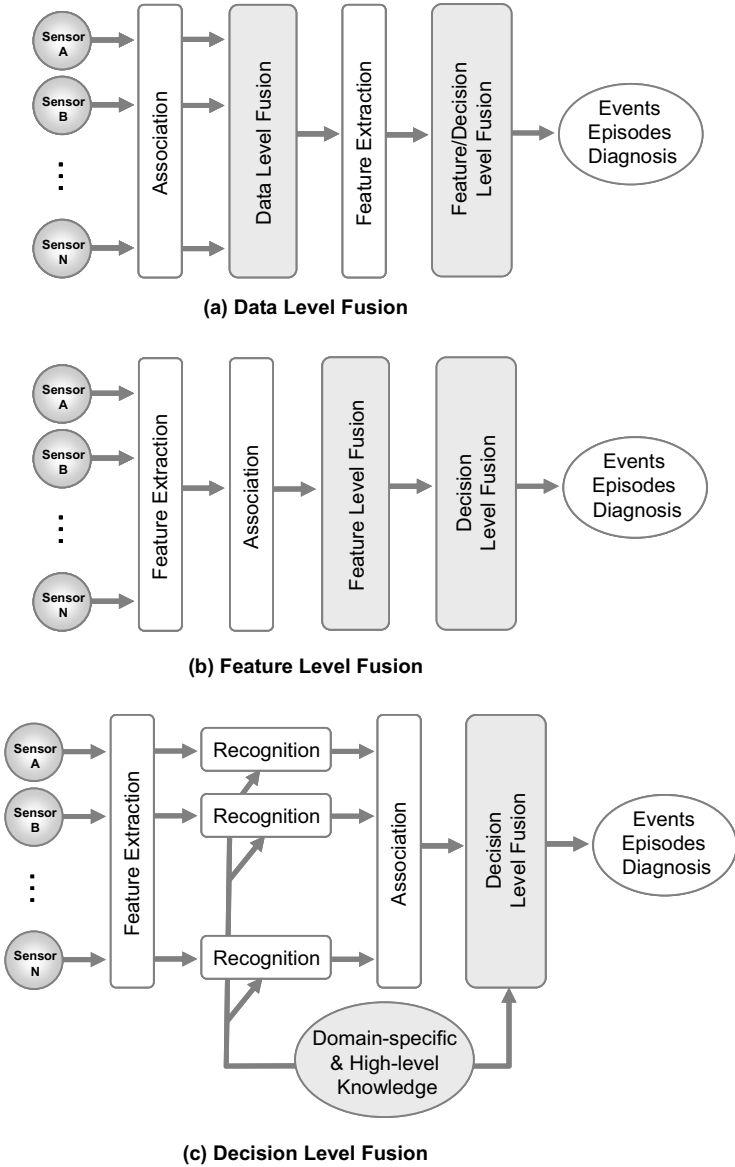 Sensor
A
Sensor
B
...
Sensor
N
Association
Data Level Fusion
Feature Extraction
Feature/Decision
Level Fusion
Events
Episodes
Diagnosis
(a) Data Level Fusion
Sensor
A
Sensor
B
...
Sensor
N
Feature Extraction
Association
Feature Level Fusion
Decision
Level Fusion
Events
Episodes
Diagnosis
(b) Feature Level Fusion
Sensor
A
Sensor
B
...
Sensor
N
Feature Extraction
Recognition
Recognition
Recognition
Association
Decision
Level Fusion
Events
Episodes
Diagnosis
Domain-specific
& High-level
Knowledge
(c) Decision Level Fusion